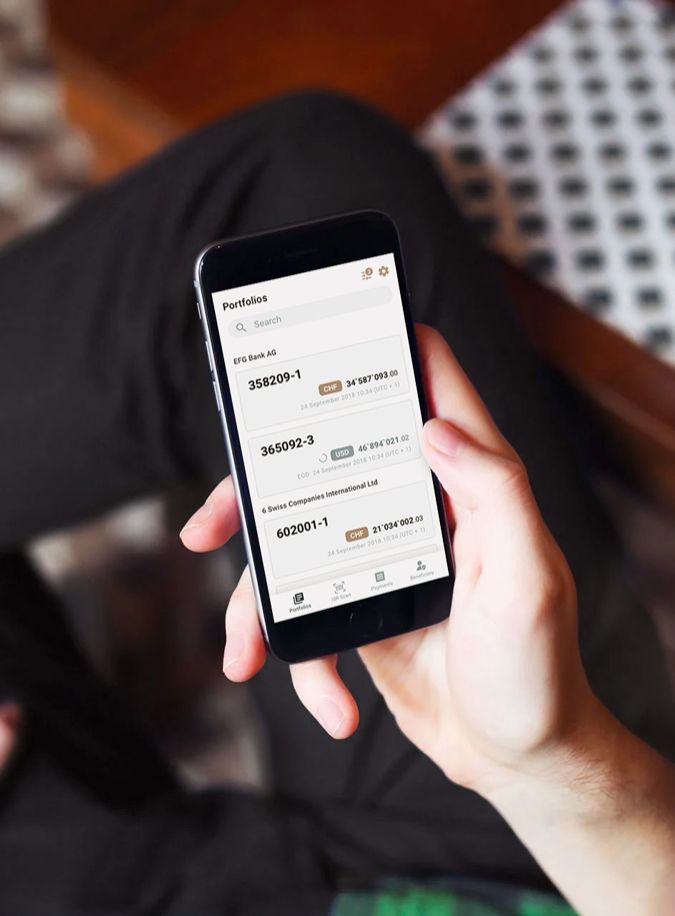 Portfolios
Search
EFG Bank AG
358209-1
CHF 34'587'093.00
24 September 2018 10:34 (UTC + 1)
365092-3
USD 46'894'021.02
EOD: 24 September 2018 10:34 (UTC + 1)
6 Swiss Companies International Ltd
602001-1
CHF 21'034'002.03
24 September 2018 10:34 (UTC + 1)
Portfolios
ISR Scan
Payments
Beneficiary